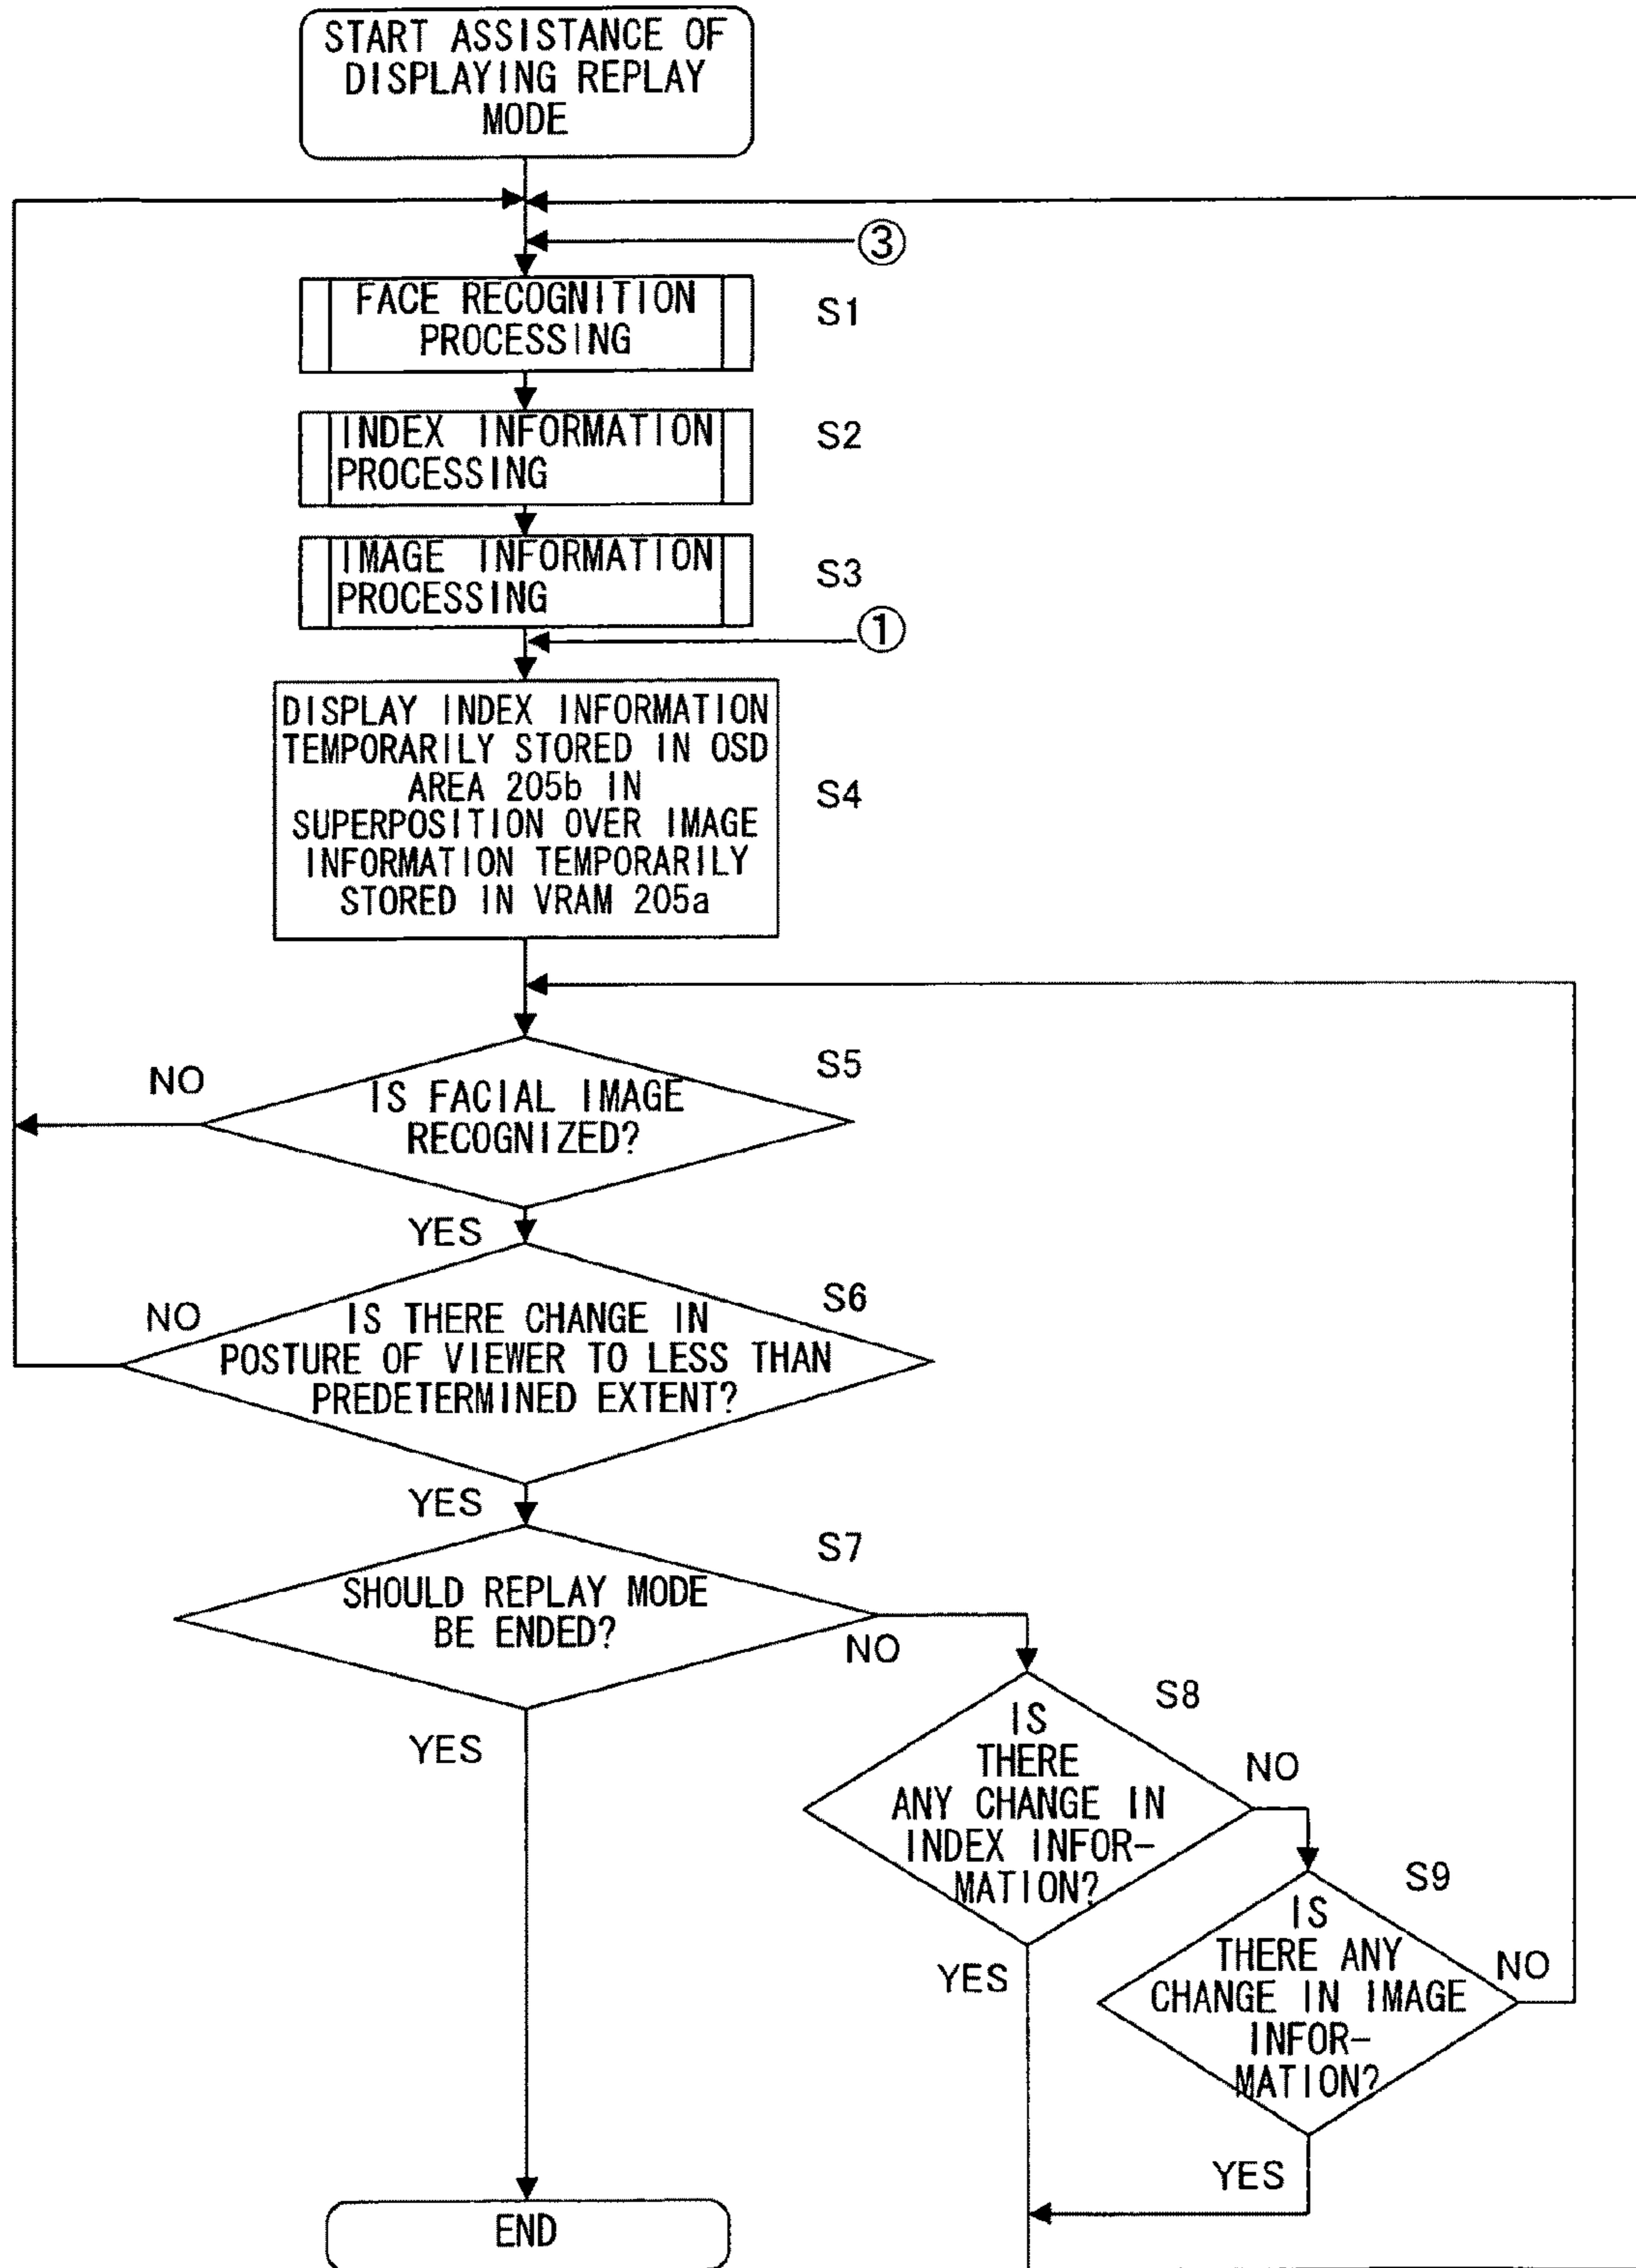 START ASSISTANCE OF
DISPLAYING REPLAY
MODE
③
FACE RECOGNITION
PROCESSING
S1
INDEX INFORMATION
PROCESSING
S2
IMAGE INFORMATION
PROCESSING
S3
①
DISPLAY INDEX INFORMATION
TEMPORARILY STORED IN OSD
AREA 205b IN
SUPERPOSITION OVER IMAGE
INFORMATION TEMPORARILY
STORED IN VRAM 205a
S4
S5
NO
IS FACIAL IMAGE
RECOGNIZED?
YES
S6
NO
IS THERE CHANGE IN
POSTURE OF VIEWER TO LESS THAN
PREDETERMINED EXTENT?
YES
S7
SHOULD REPLAY MODE
BE ENDED?
NO
YES
S8
IS
THERE
ANY CHANGE IN
INDEX INFOR-
MATION?
NO
YES
S9
IS
THERE ANY
CHANGE IN IMAGE
INFOR-
MATION?
NO
YES
END